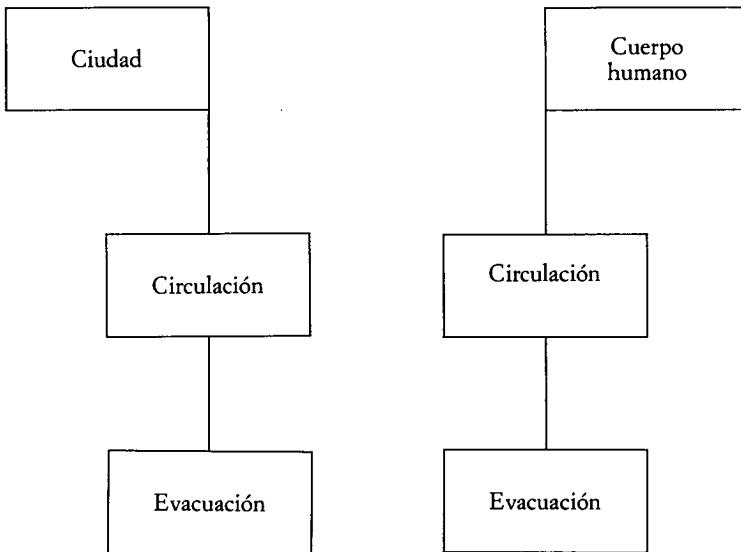 Ciudad
Cuerpo
humano
Circulación
Circulación
Evacuación
Evacuación